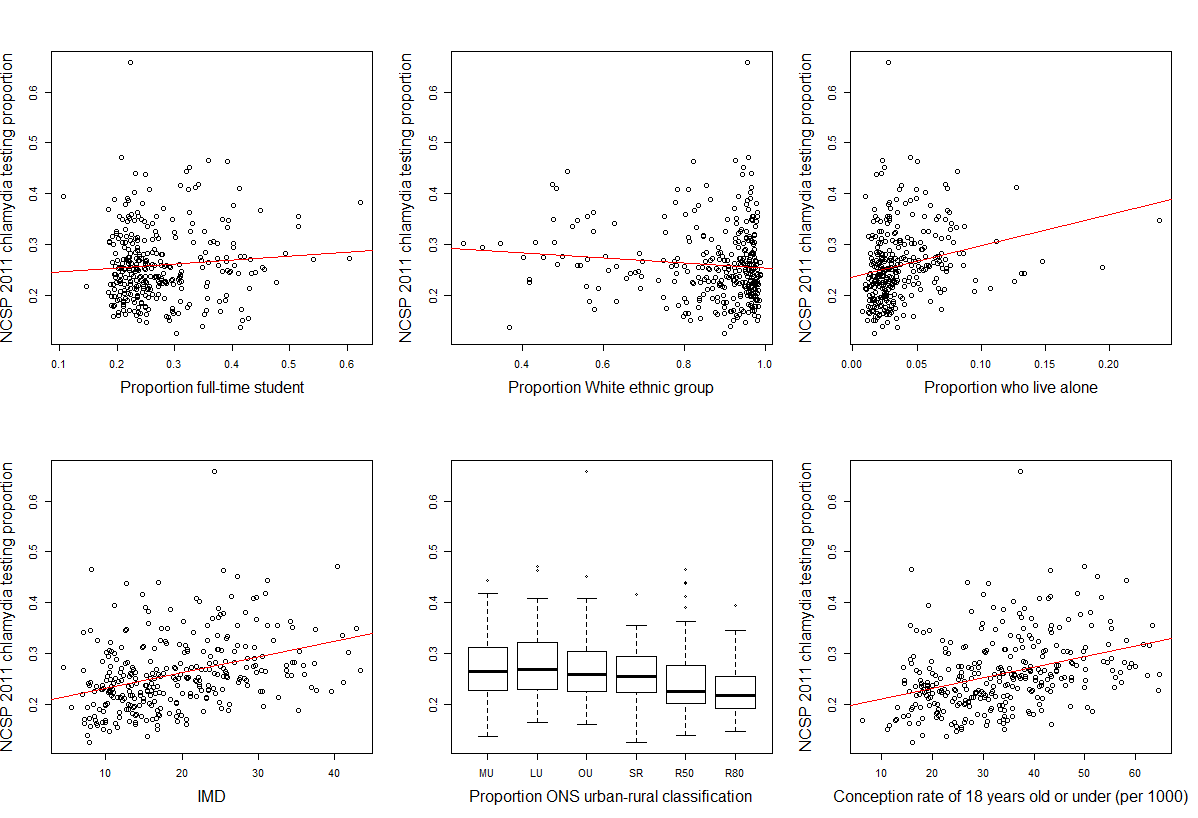 NCSP 2011 chlamydia testing proportion
0.6
0.5
0.4
0.3
0.2
0.1 0.2 0.3 0.4 0.5 0.6
Proportion full-time student
NCSP 2011 chlamydia testing proportion
0.6
0.5
0.4
0.3
0.2
0.4 0.6 0.8 1.0
Proportion White ethnic group
NCSP 2011 chlamydia testing proportion
0.6
0.5
0.4
0.3
0.2
0.00 0.05 0.10 0.15 0.20
Proportion who live alone
NCSP 2011 chlamydia testing proportion
0.6
0.5
0.4
0.3
0.2
10 20 30 40
IMD
NCSP 2011 chlamydia testing proportion
0.6
0.5
0.4
0.3
0.2
MU LU OU SR R50 R80
Proportion ONS urban-rural classification
NCSP 2011 chlamydia testing proportion
0.6
0.5
0.4
0.3
0.2
10 20 30 40 50 60
Conception rate of 18 years old or under (per 1000)